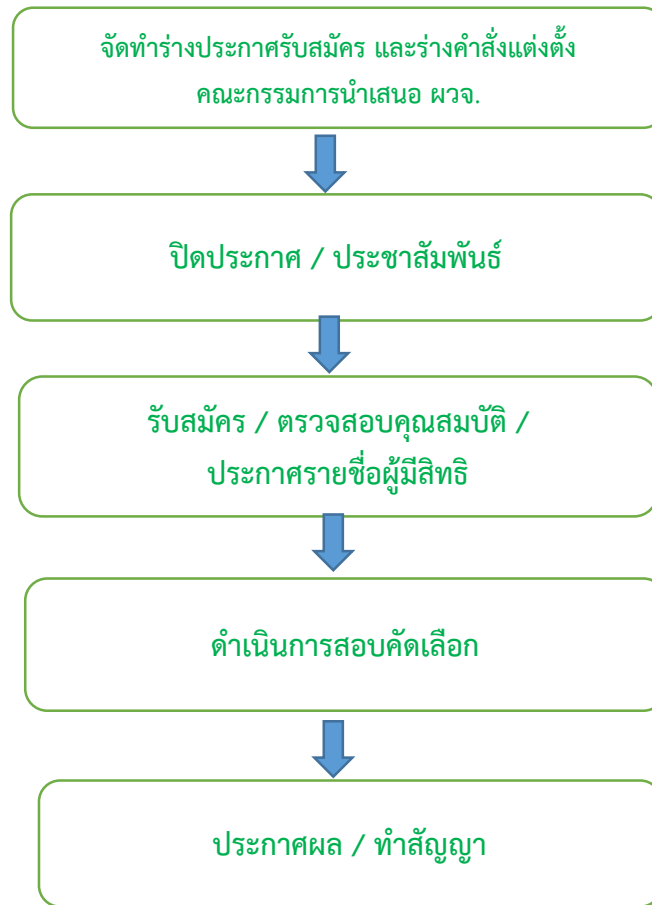 จัดทำร่างประกาศรับสมัคร และร่างคำสั่งแต่งตั้ง
คณะกรรมการนำเสนอ ผวจ.
ปิดประกาศ / ประชาสัมพันธ์
รับสมัคร / ตรวจสอบคุณสมบัติ /
ประกาศรายชื่อผู้มีสิทธิ
ดำเนินการสอบคัดเลือก
ประกาศผล / ทำสัญญา